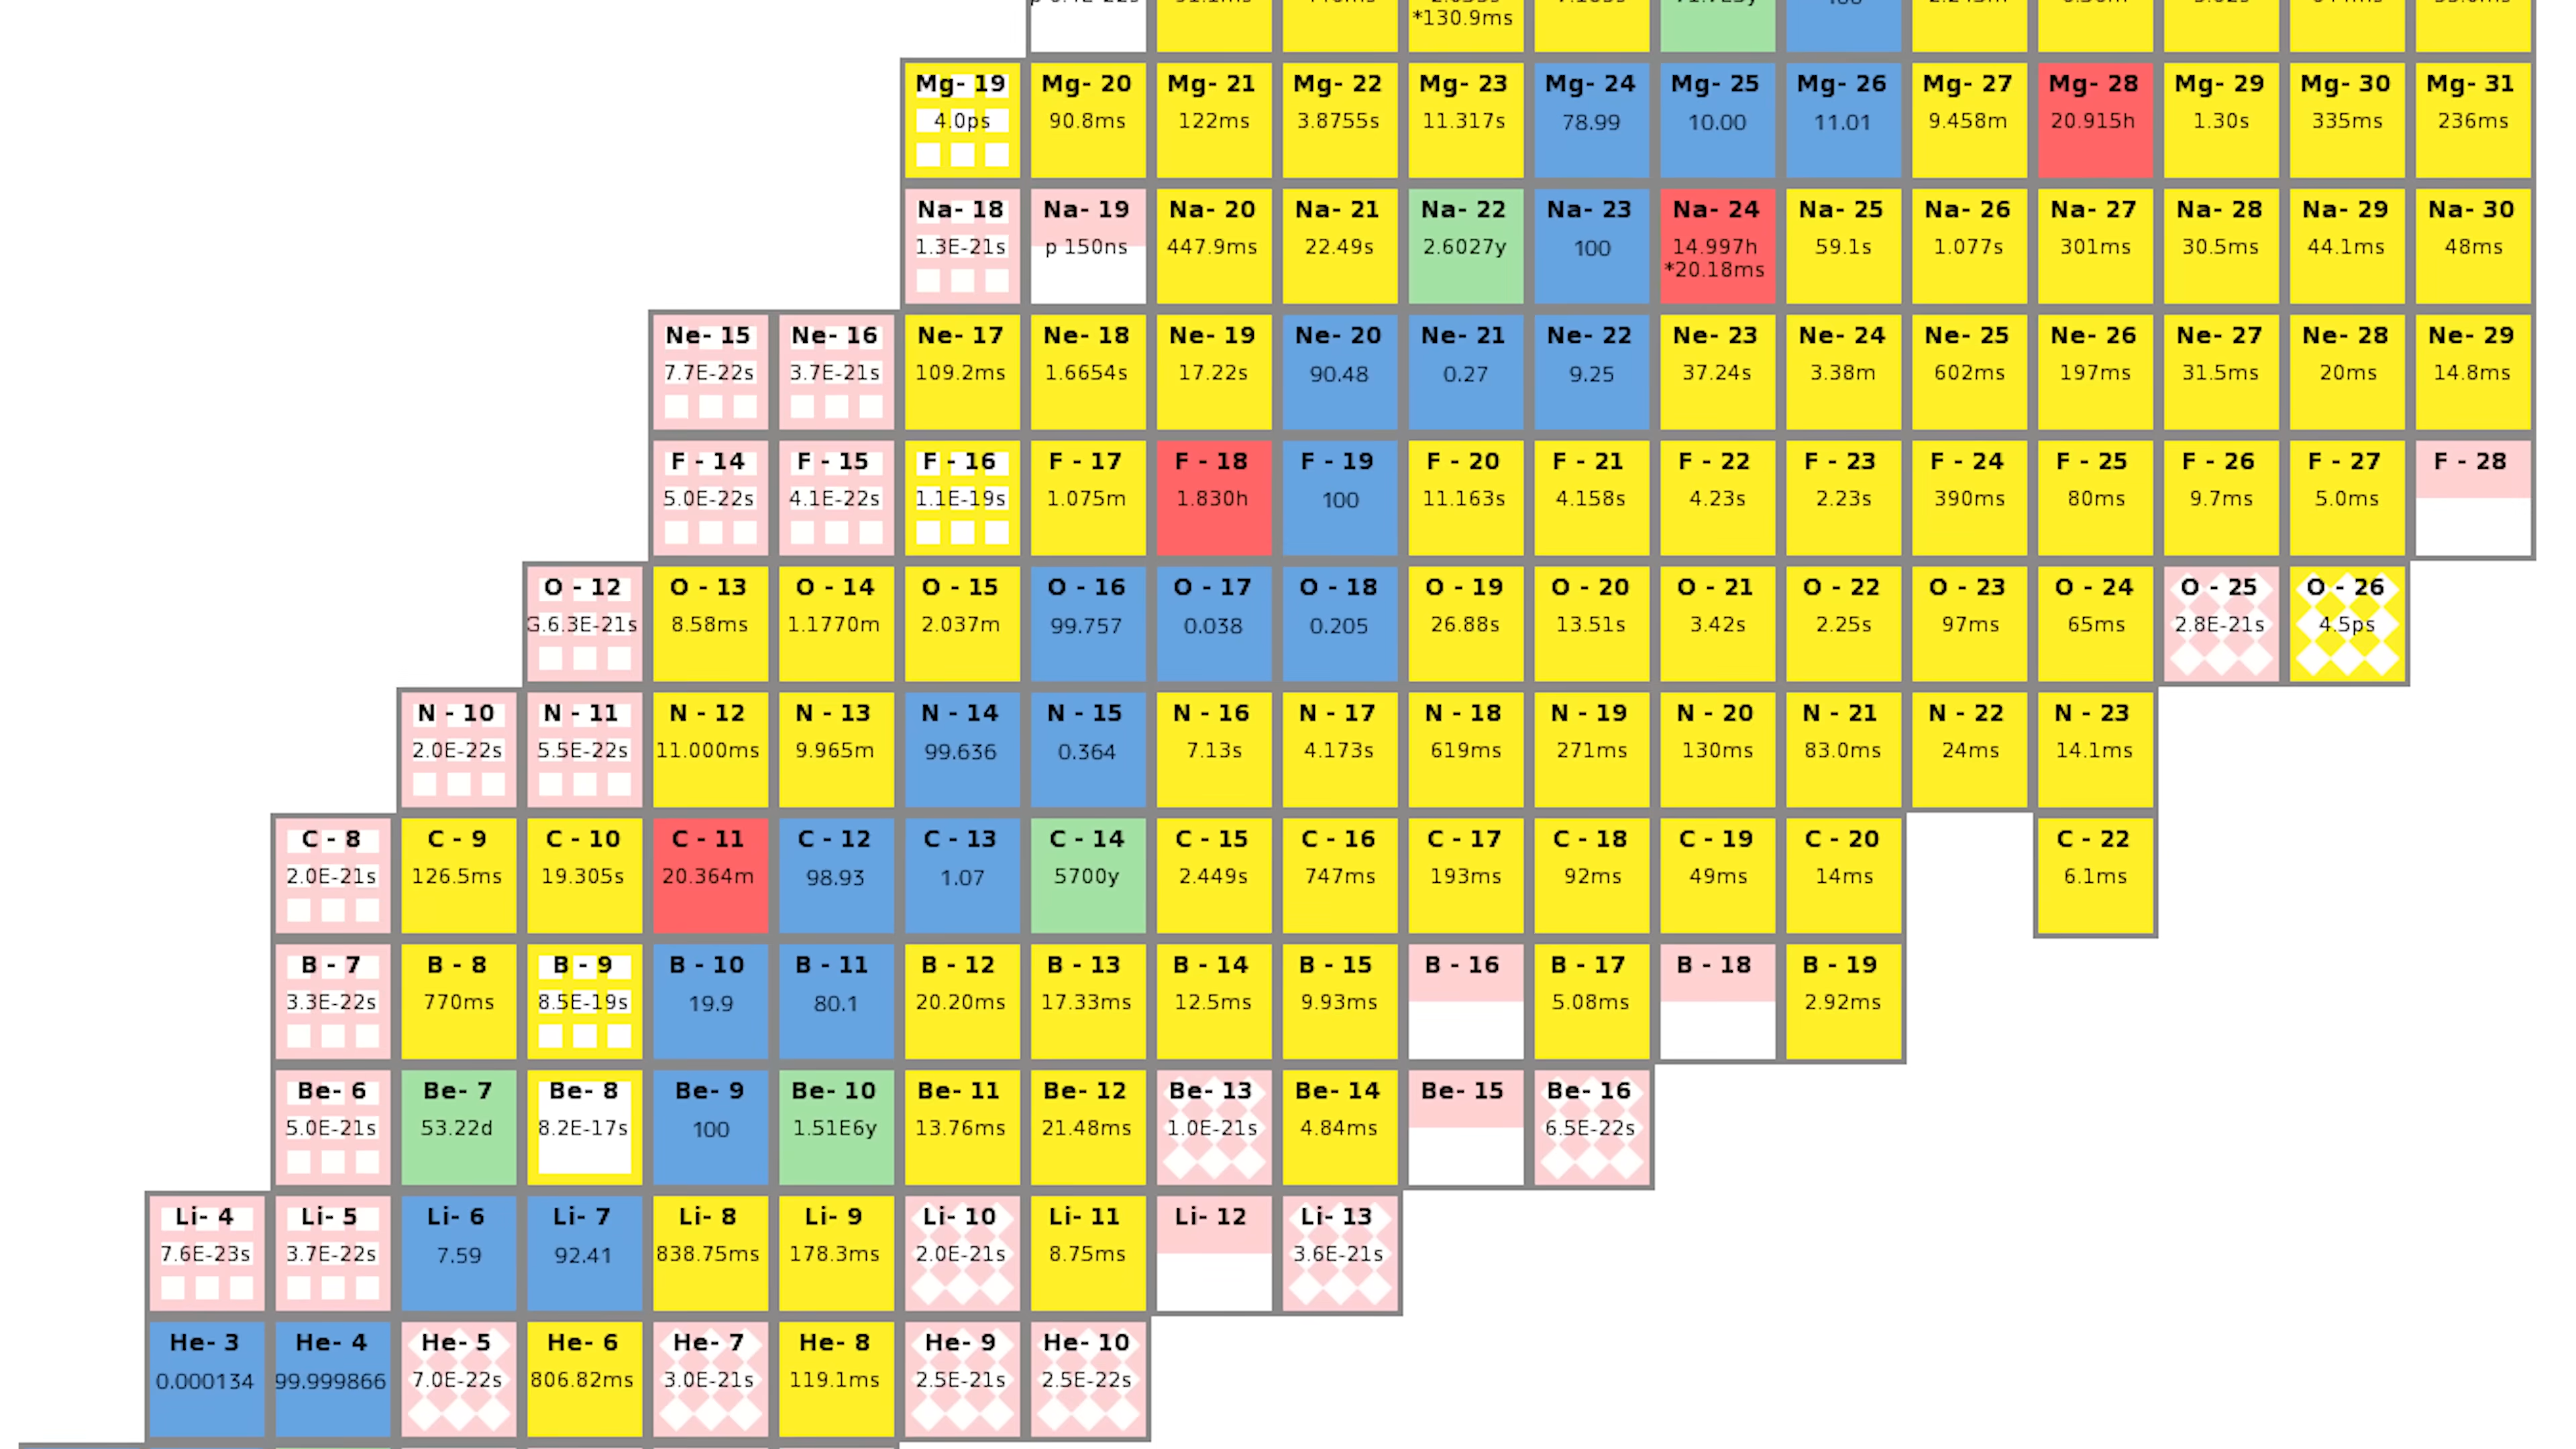 *130.9ms
Mg- 19 Mg- 20 Mg- 21 Mg- 22 Mg- 23 Mg- 24 Mg- 25 Mg- 26 Mg- 27 Mg- 28 Mg- 29 Mg- 30 Mg- 31
4.0ps 90.8ms 122ms 3.8755s 11.317s 78.99 10.00 11.01 9.458m 20.915h 1.30s 335ms 236ms
Na- 18 Na- 19 Na- 20 Na- 21 Na- 22 Na- 23 Na- 24 Na- 25 Na- 26 Na- 27 Na- 28 Na- 29 Na- 30
1.3E-21s p 150ns 447.9ms 22.49s 2.6027y 100 14.997h 59.1s 1.077s 301ms 30.5ms 44.1ms 48ms
*20.18ms
Ne- 15 Ne- 16 Ne- 17 Ne- 18 Ne- 19 Ne- 20 Ne- 21 Ne- 22 Ne- 23 Ne- 24 Ne- 25 Ne- 26 Ne- 27 Ne- 28 Ne- 29
7.7E-22s 3.7E-21s 109.2ms 1.6654s 17.22s 90.48 0.27 9.25 37.24s 3.38m 602ms 197ms 31.5ms 20ms 14.8ms
F - 14 F - 15 F - 16 F - 17 F - 18 F - 19 F - 20 F - 21 F - 22 F - 23 F - 24 F - 25 F - 26 F - 27 F - 28
5.0E-22s 4.1E-22s 1.1E-19s 1.075m 1.830h 100 11.163s 4.158s 4.23s 2.23s 390ms 80ms 9.7ms 5.0ms
O - 12 O - 13 O - 14 O - 15 O - 16 O - 17 O - 18 O - 19 O - 20 O - 21 O - 22 O - 23 O - 24 O - 25 O - 26
G.6.3E-21s 8.58ms 1.1770m 2.037m 99.757 0.038 0.205 26.88s 13.51s 3.42s 2.25s 97ms 65ms 2.8E-21s 4.5ps
N - 10 N - 11 N - 12 N - 13 N - 14 N - 15 N - 16 N - 17 N - 18 N - 19 N - 20 N - 21 N - 22 N - 23
2.0E-22s 5.5E-22s 11.000ms 9.965m 99.636 0.364 7.13s 4.173s 619ms 271ms 130ms 83.0ms 24ms 14.1ms
C - 8 C - 9 C - 10 C - 11 C - 12 C - 13 C - 14 C - 15 C - 16 C - 17 C - 18 C - 19 C - 20 C - 22
2.0E-21s 126.5ms 19.305s 20.364m 98.93 1.07 5700y 2.449s 747ms 193ms 92ms 49ms 14ms 6.1ms
B - 7 B - 8 B - 9 B - 10 B - 11 B - 12 B - 13 B - 14 B - 15 B - 16 B - 17 B - 18 B - 19
3.3E-22s 770ms 8.5E-19s 19.9 80.1 20.20ms 17.33ms 12.5ms 9.93ms 5.08ms 2.92ms
Be- 6 Be- 7 Be- 8 Be- 9 Be- 10 Be- 11 Be- 12 Be- 13 Be- 14 Be- 15 Be- 16
5.0E-21s 53.22d 8.2E-17s 100 1.51E6y 13.76ms 21.48ms 1.0E-21s 4.84ms 6.5E-22s
Li- 4 Li- 5 Li- 6 Li- 7 Li- 8 Li- 9 Li- 10 Li- 11 Li- 12 Li- 13
7.6E-23s 3.7E-22s 7.59 92.41 838.75ms 178.3ms 2.0E-21s 8.75ms 3.6E-21s
He- 3 He- 4 He- 5 He- 6 He- 7 He- 8 He- 9 He- 10
0.000134 99.999866 7.0E-22s 806.82ms 3.0E-21s 119.1ms 2.5E-21s 2.5E-22s